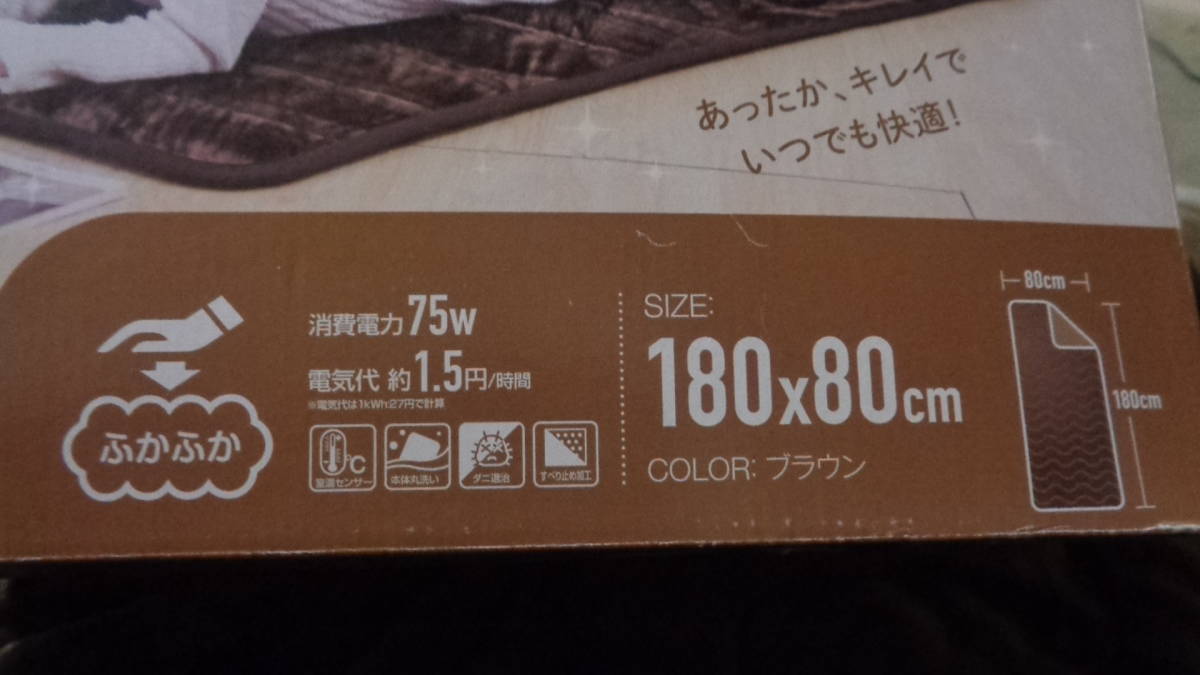 あったか、キレイで
いつでも快適!
消費電力75W
電気代 約1.5円/時間
※電気代は1kWh:27円で計算
ふかふか
℃
室温センサー
本体丸洗い
ダニ退治
すべり止め加工
SIZE:
180x80cm
COLOR: ブラウン
80cm
180cm